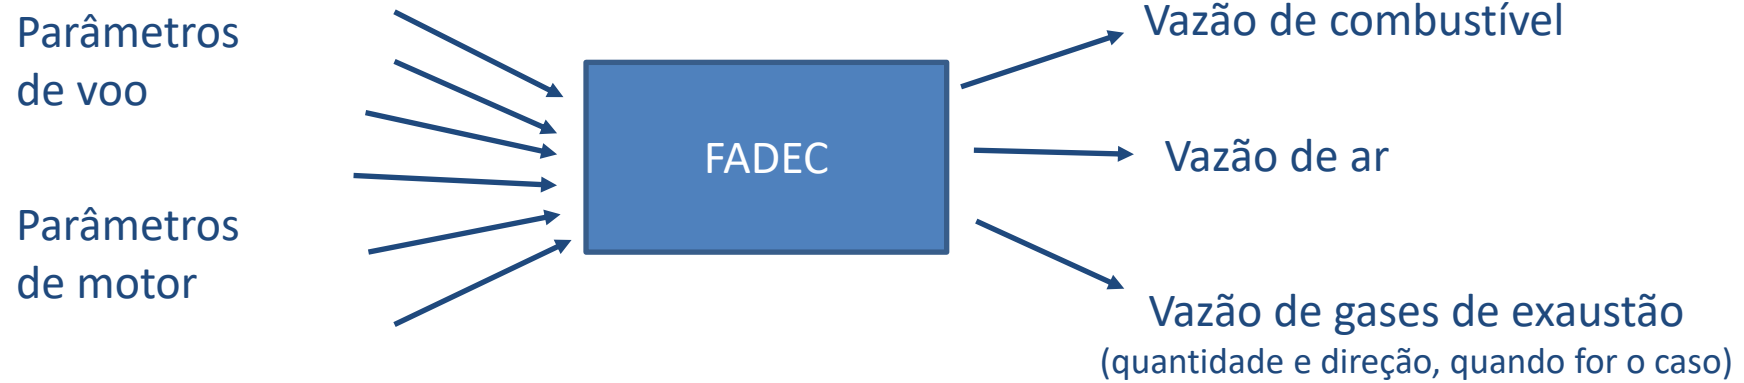 Parâmetros
de voo
Parâmetros
de motor
FADEC
Vazão de combustível
Vazão de ar
Vazão de gases de exaustão
(quantidade e direção, quando for o caso)